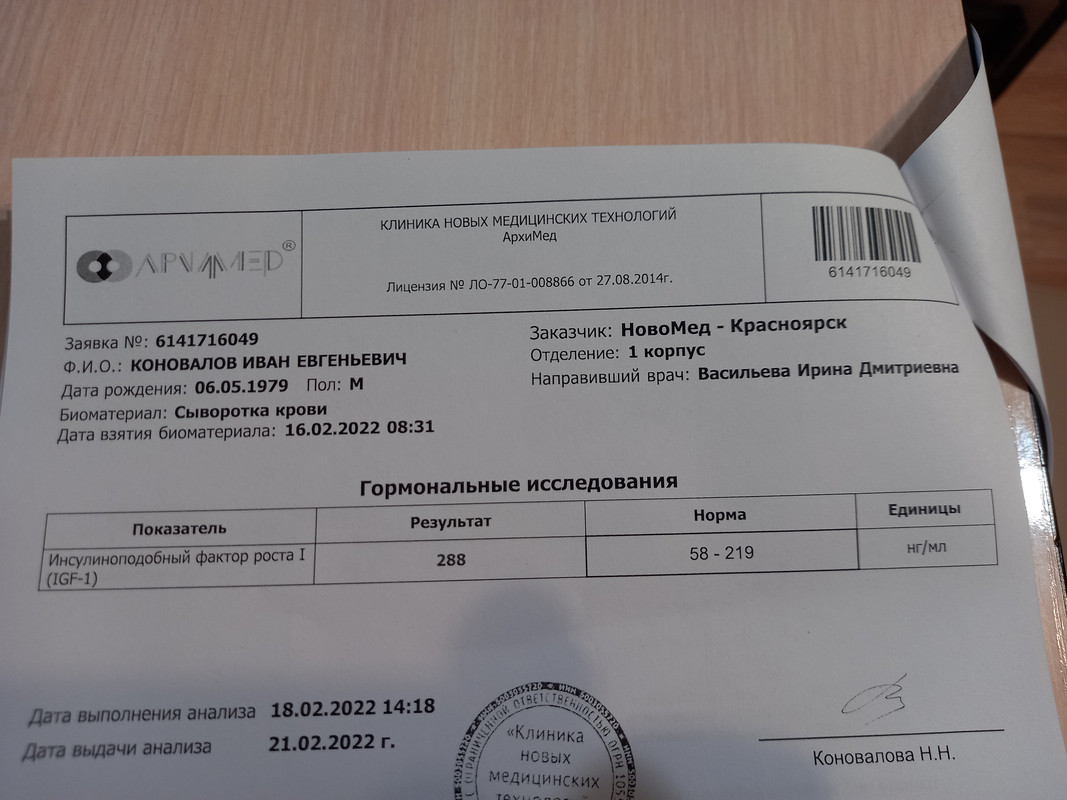 АРХИМЕД®
КЛИНИКА НОВЫХ МЕДИЦИНСКИХ ТЕХНОЛОГИЙ
АрхиМед
Лицензия № ЛО-77-01-008866 от 27.08.2014г.
6141716049
Заявка №: 6141716049
Ф.И.О.: КОНОВАЛОВ ИВАН ЕВГЕНЬЕВИЧ
Дата рождения: 06.05.1979 Пол: М
Биоматериал: Сыворотка крови
Дата взятия биоматериала: 16.02.2022 08:31
Заказчик: НовоМед - Красноярск
Отделение: 1 корпус
Направивший врач: Васильева Ирина Дмитриевна
Гормональные исследования
Показатель Результат Норма Единицы
Инсулиноподобный фактор роста I 288 58 - 219 нг/мл
(IGF-1)
Дата выполнения анализа 18.02.2022 14:18
Дата выдачи анализа 21.02.2022 г.
ОГРАНИЧЕННОЙ ОТВЕТСТВЕННОСТЬЮ ОГРН
«Клиника
новых
медицинских
Коновалова Н.Н.